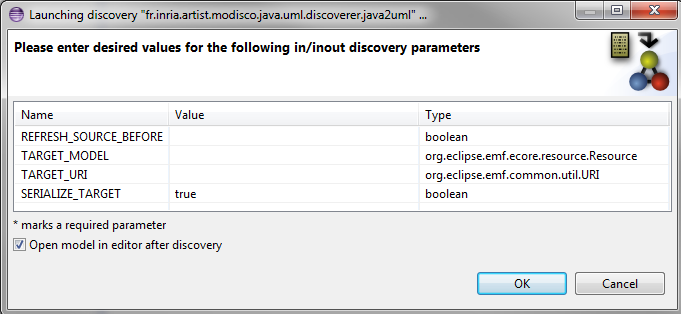 Launching discovery "fr.inria.artist.modisco.java.uml.discoverer.java2uml" ...
Please enter desired values for the following in/inout discovery parameters
Name Value Type
REFRESH_SOURCE_BEFORE boolean
TARGET_MODEL org.eclipse.emf.ecore.resource.Resource
TARGET_URI org.eclipse.emf.common.util.URI
SERIALIZE_TARGET true boolean
* marks a required parameter
Open model in editor after discovery
OK Cancel